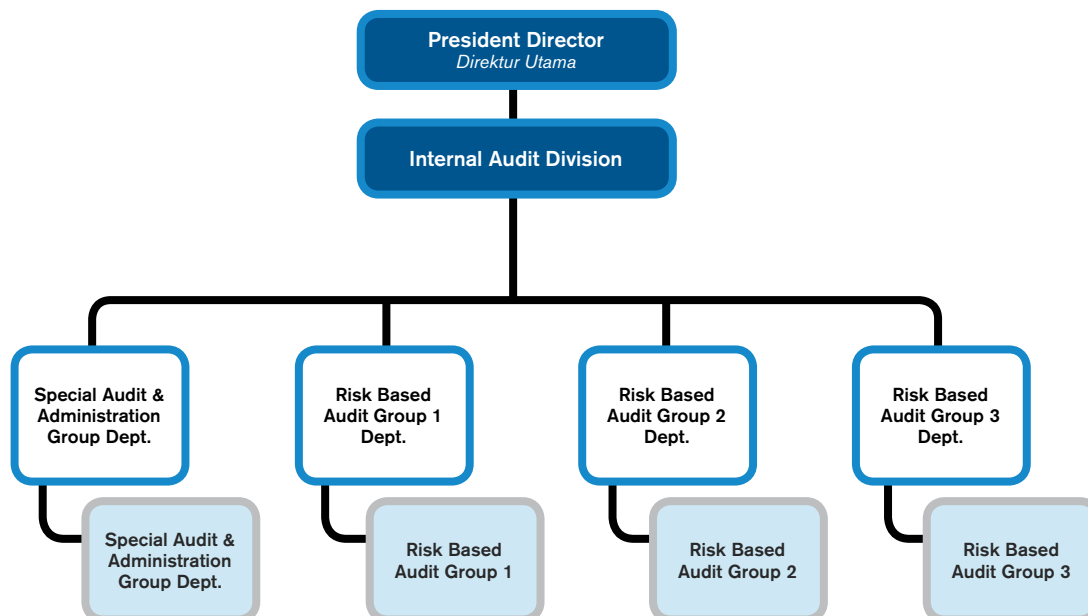 President Director
Direktur Utama
Internal Audit Division
Special Audit &
Administration
Group Dept.
Risk Based
Audit Group 1
Dept.
Risk Based
Audit Group 2
Dept.
Risk Based
Audit Group 3
Dept.
Special Audit &
Administration
Group Dept.
Risk Based
Audit Group 1
Risk Based
Audit Group 2
Risk Based
Audit Group 3